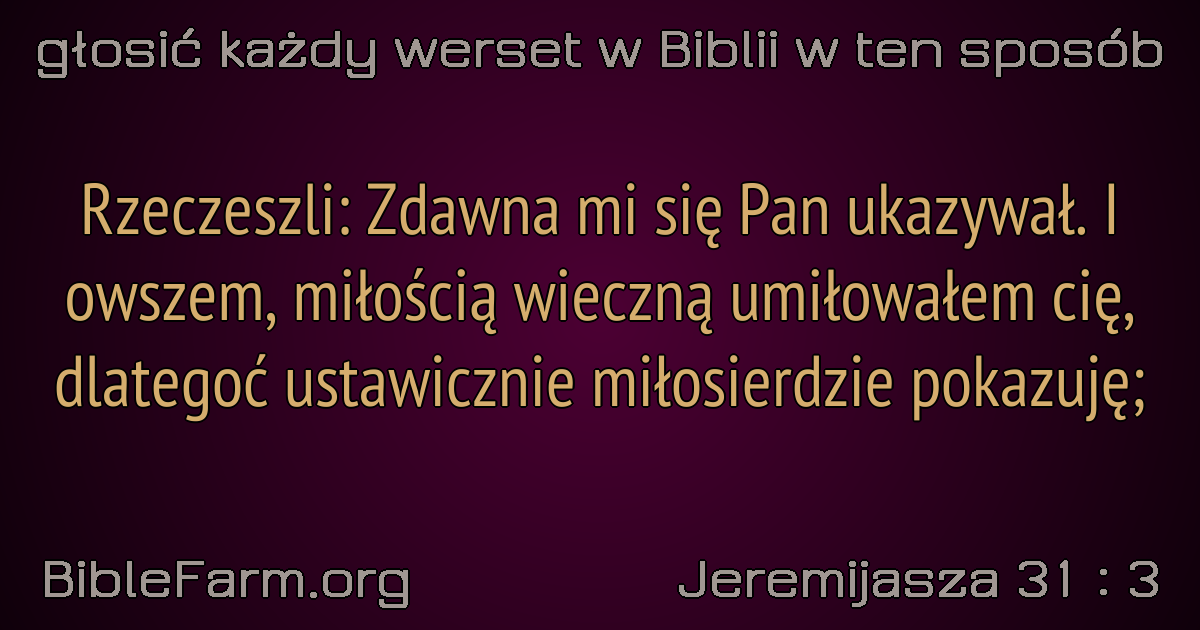 głosić każdy werset w Biblii w ten sposób
Rzeczeszli: Zdawna mi się Pan ukazywał. I
owszem, miłością wieczną umiłowałem cię,
dlategoć ustawicznie miłosierdzie pokazuję;
BibleFarm.org
Jeremijasza 31 : 3